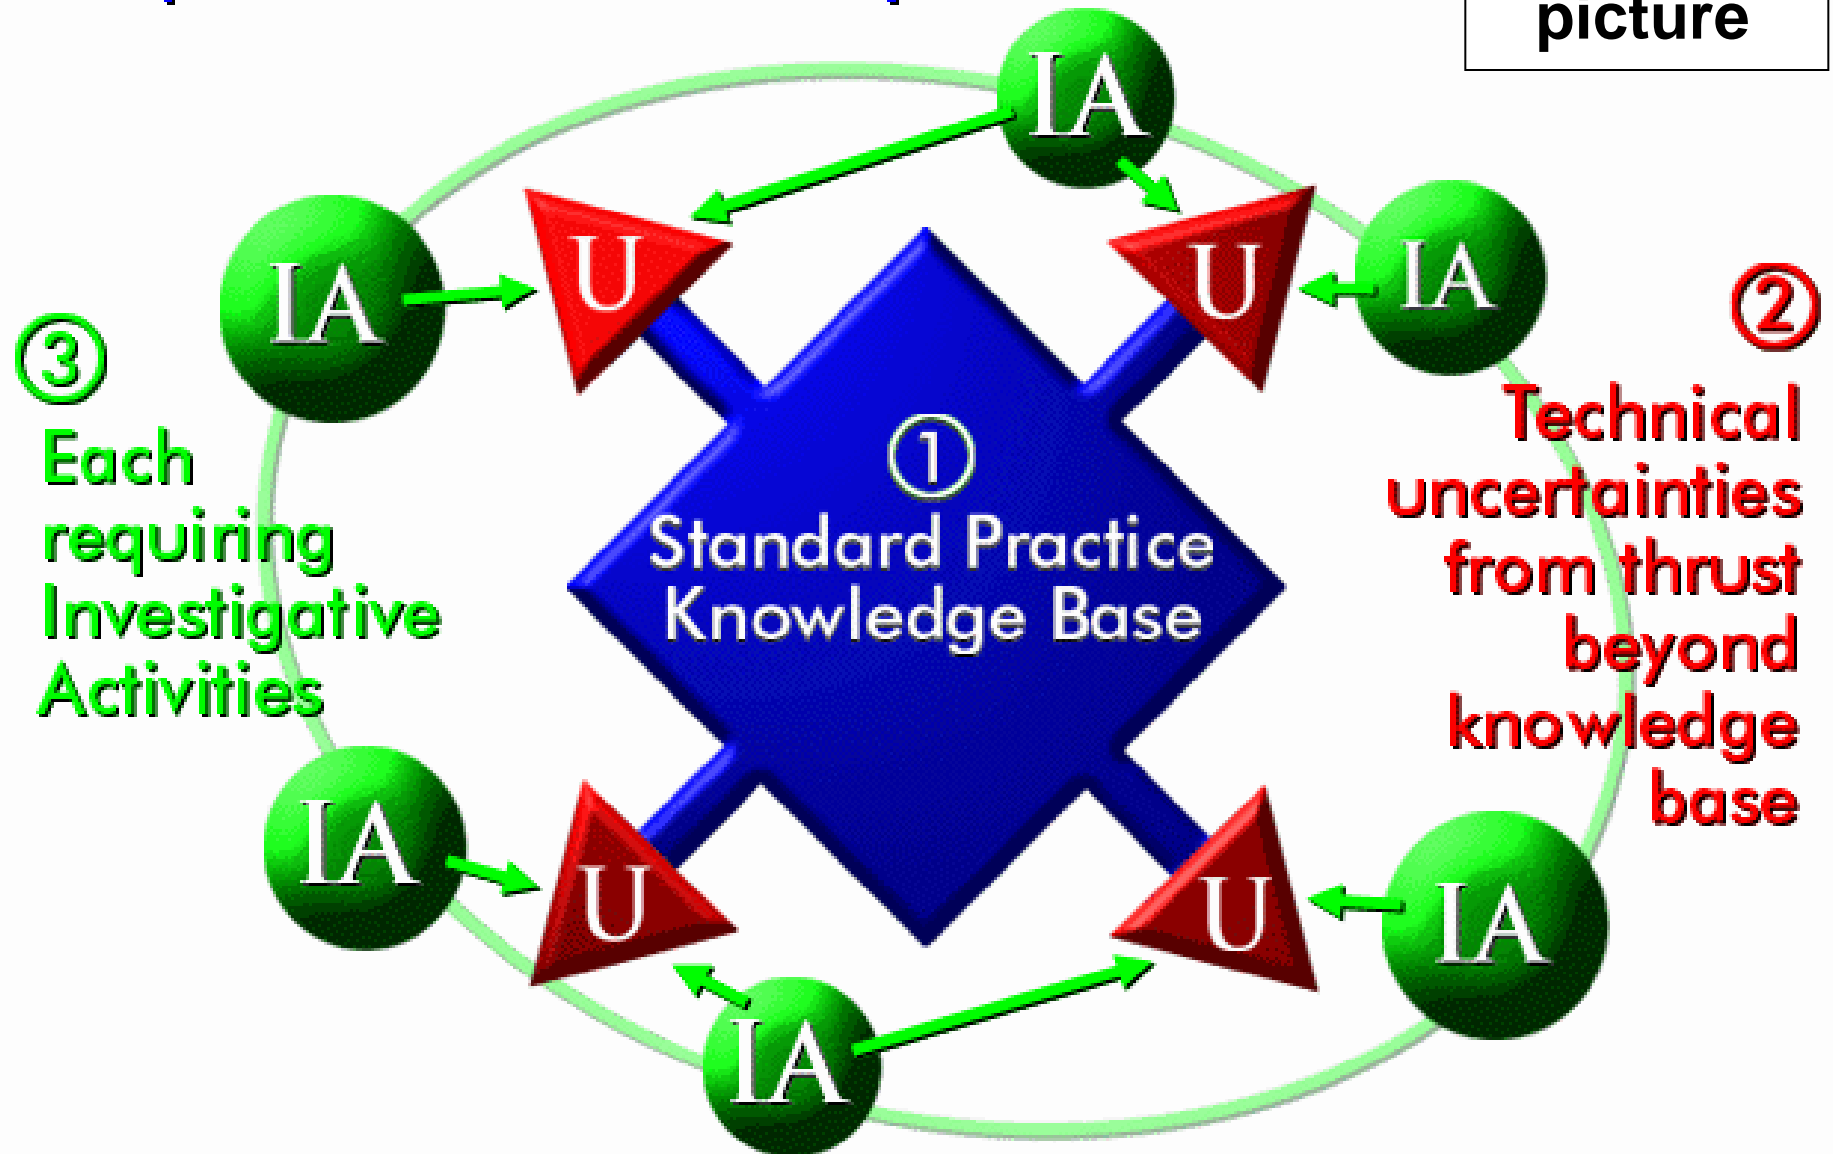 picture
IA
IA
U
U
IA
IA
②
③
Technical
uncertainties
from thrust
beyond
knowledge
base
Each
requiring
Investigative
Activities
①
Standard Practice
Knowledge Base
IA
U
U
IA
IA